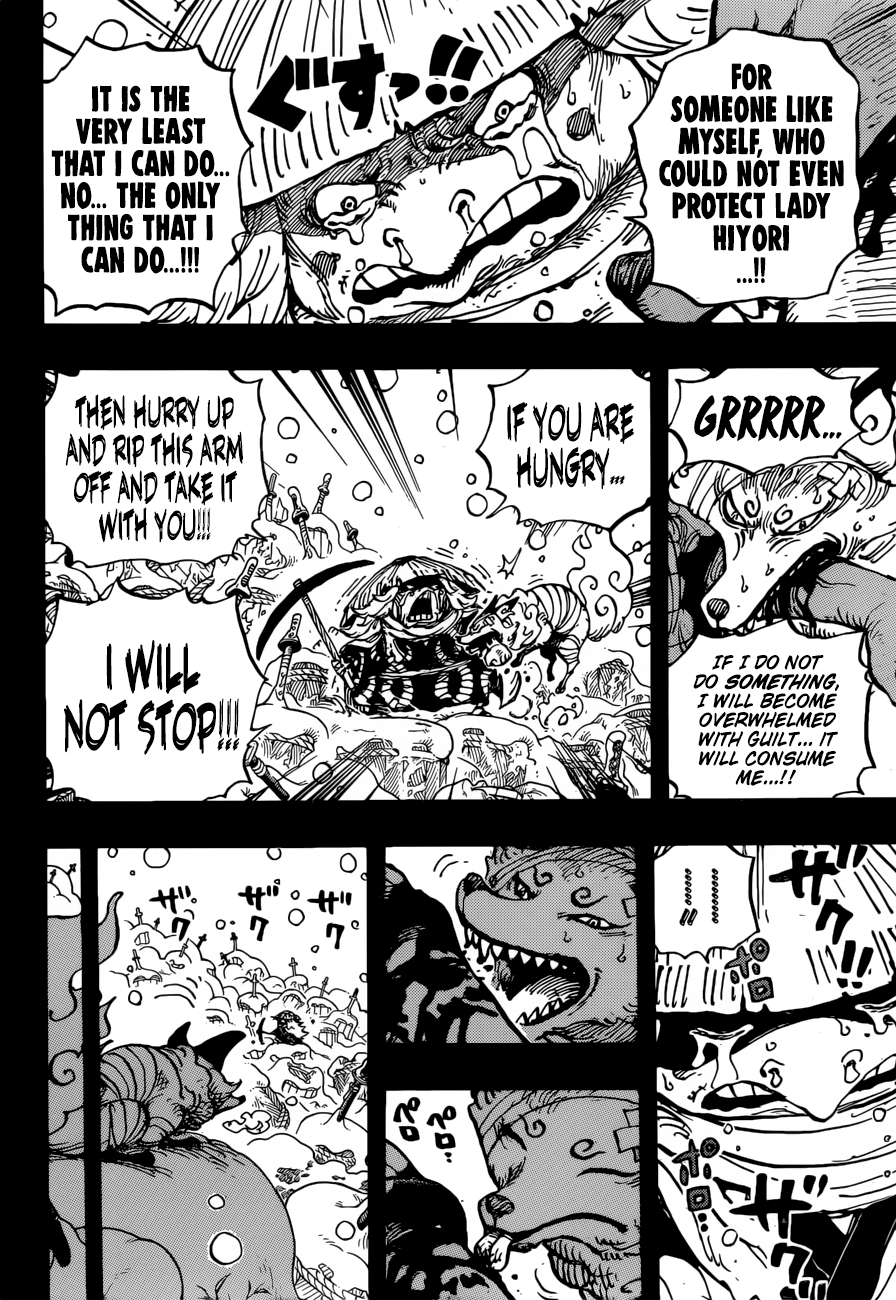 FOR
SOMEONE LIKE
MYSELF, WHO
COULD NOT EVEN
PROTECT LADY
HIYORI
...!!
ぐすっ!!
IT IS THE
VERY LEAST
THAT I CAN DO...
NO... THE ONLY
THING THAT I
CAN DO...!!!
GRRRRR...
IF I DO NOT
DO SOMETHING,
I WILL BECOME
OVERWHELMED
WITH GUILT... IT
WILL CONSUME
ME...!!
IF YOU ARE
HUNGRY...
THEN HURRY UP
AND RIP THIS ARM
OFF AND TAKE IT
WITH YOU!!!
I WILL
NOT STOP!!!
ザクッ!!
............!!
ポロ
ポロ...
ザク
ペロペロ
ザク
ザク
ザク